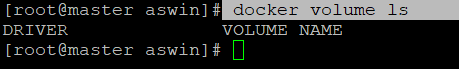 [root@master aswin]# docker volume ls
DRIVER              VOLUME NAME
[root@master aswin]#